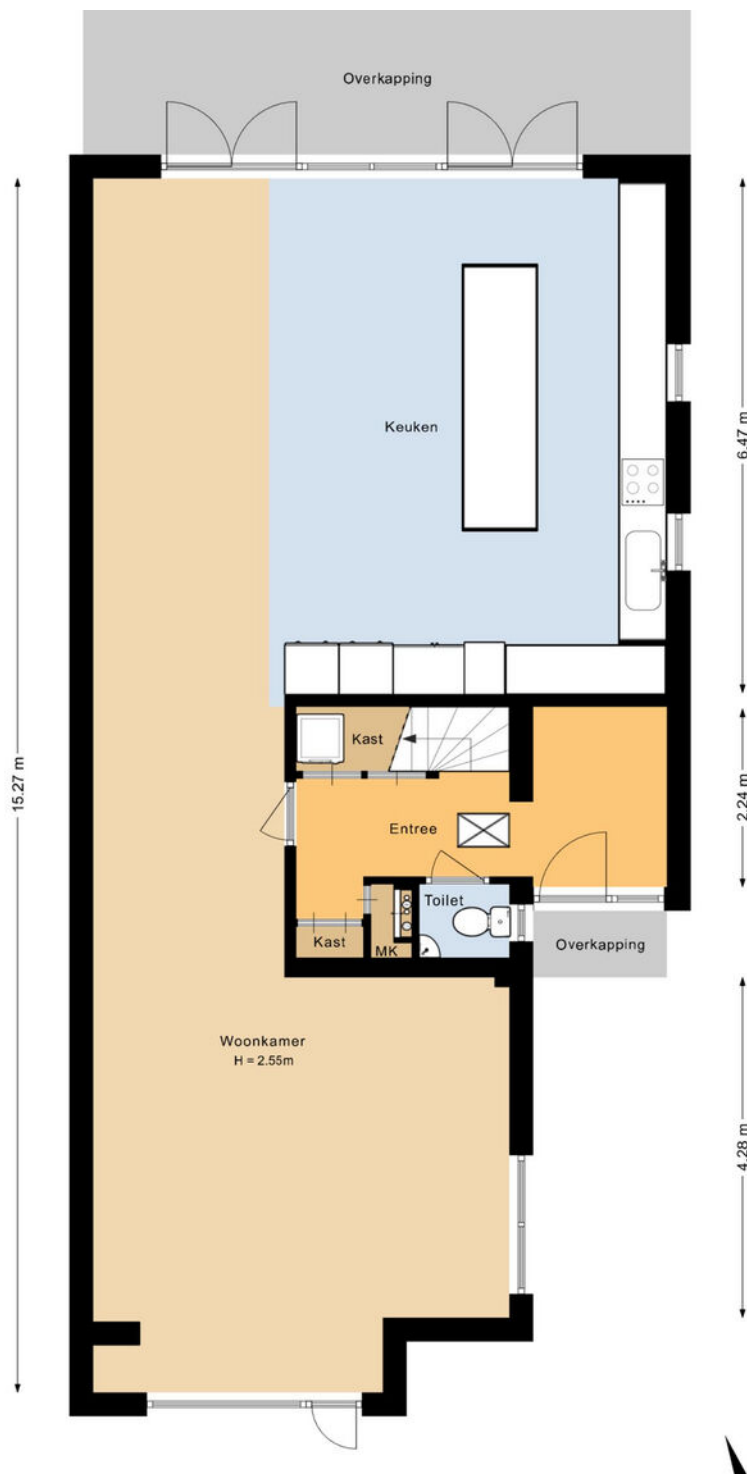 Overkapping
Keuken
6.47 m
15.27 m
Kast
2.24 m
Entree
Toilet
Kast
MK
Overkapping
Woonkamer
H = 2.55m
4.28 m